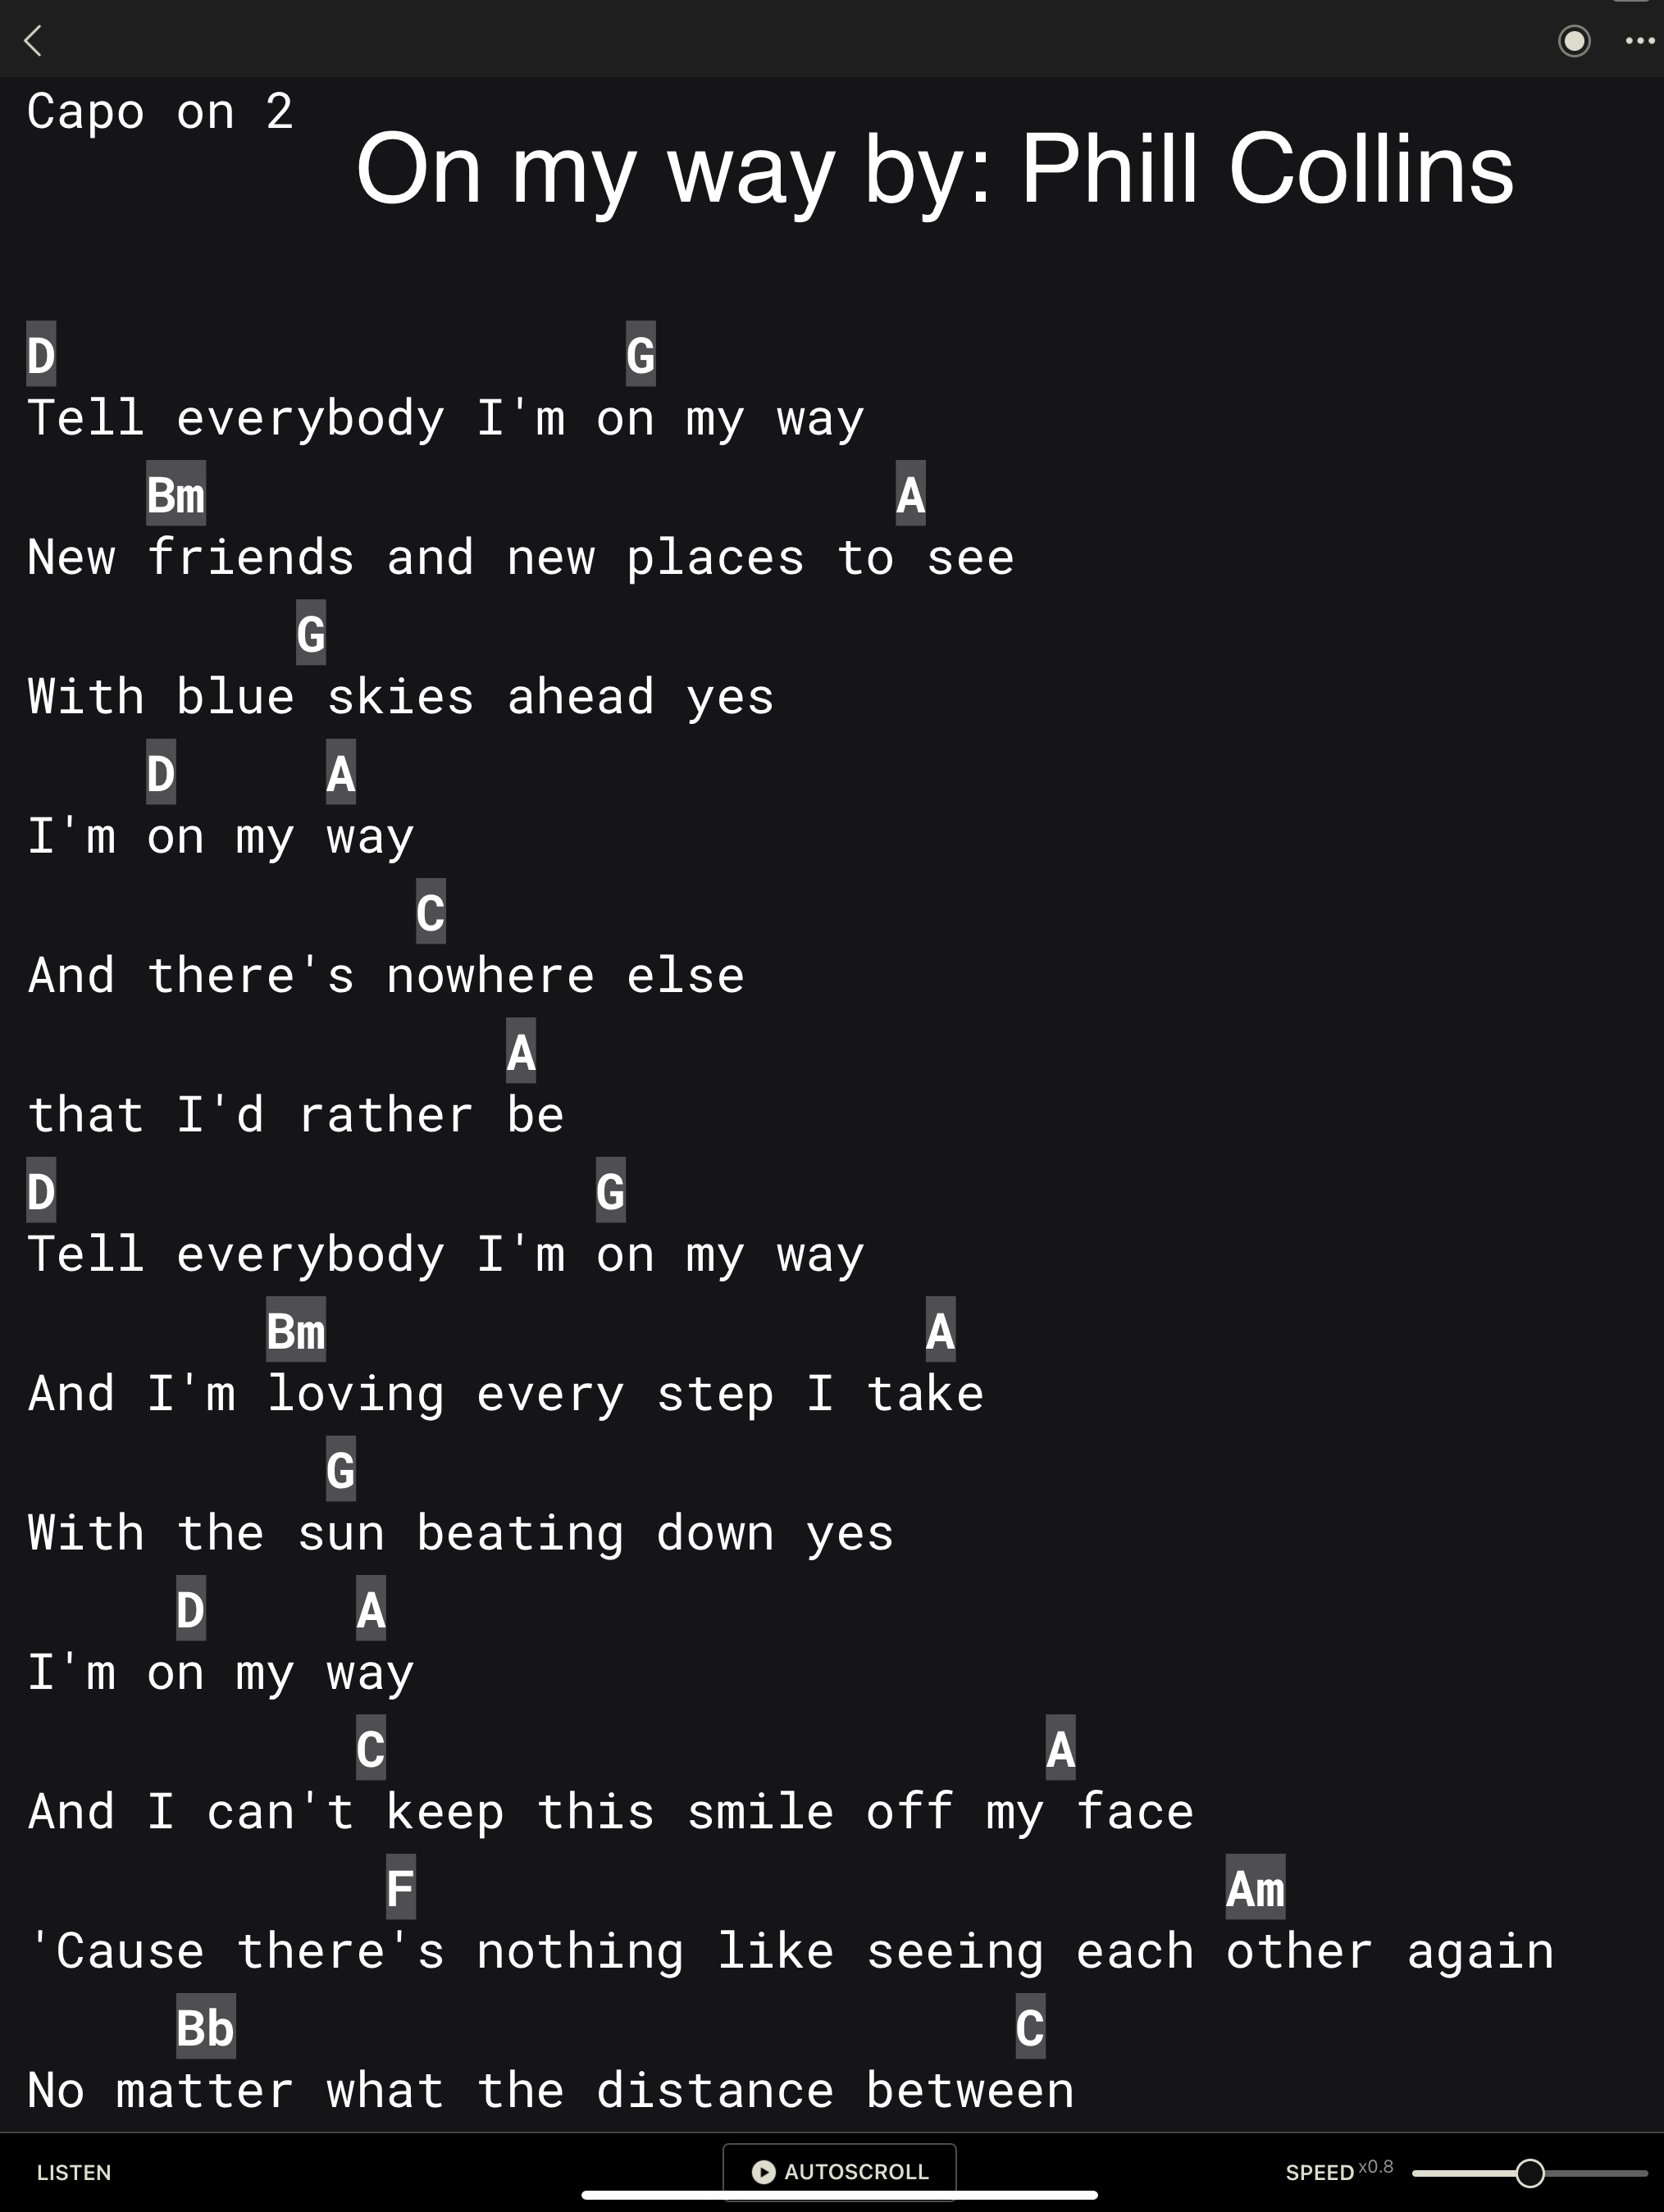 Capo on 2
On my way by: Phill Collins
D G
Tell everybody I'm on my way
Bm A
New friends and new places to see
G
With blue skies ahead yes
D A
I'm on my way
C
And there's nowhere else
A
that I'd rather be
D G
Tell everybody I'm on my way
Bm A
And I'm loving every step I take
G
With the sun beating down yes
D A
I'm on my way
C A
And I can't keep this smile off my face
F Am
'Cause there's nothing like seeing each other again
Bb C
No matter what the distance between
LISTEN AUTOSCROLL SPEED x0.8